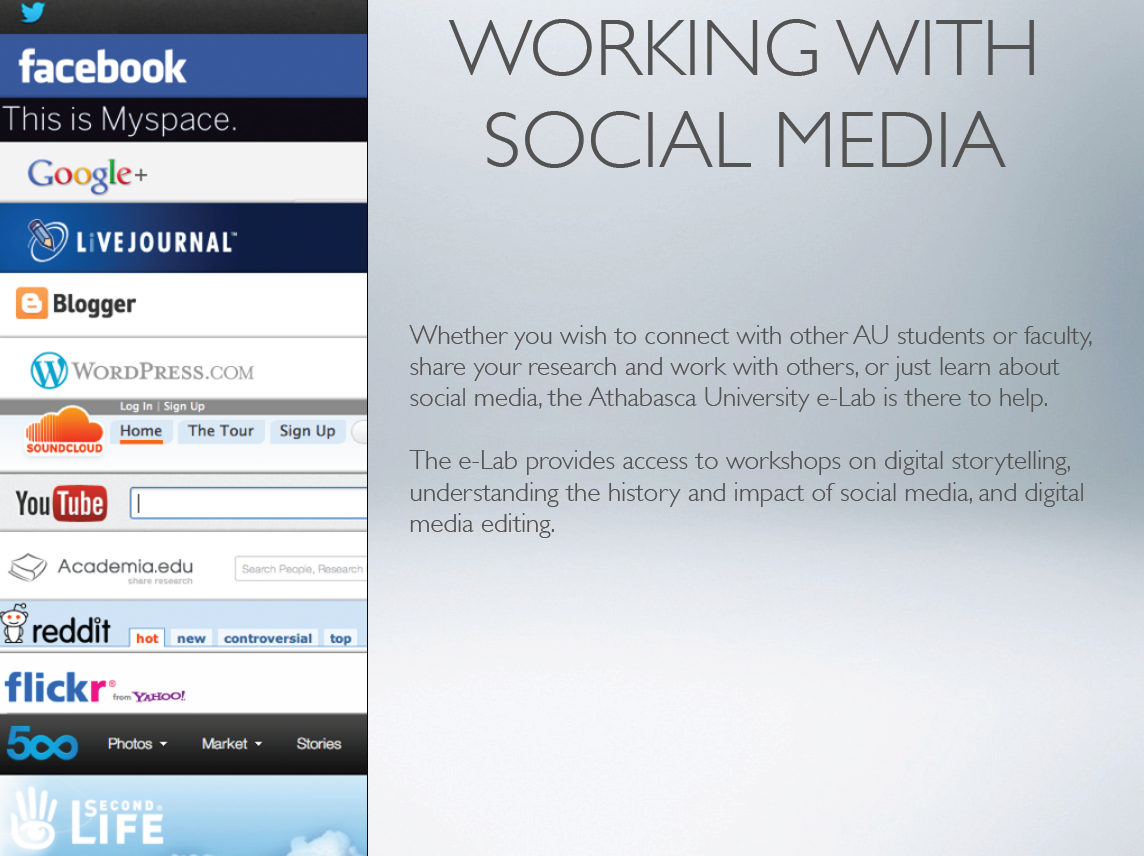 facebook
This is Myspace.
Google+
LiVEJOURNAL™
Blogger
WORDPRESS.COM
Log In | Sign Up
SOUNDCLOUD
Home The Tour Sign Up
YouTube
Academia.edu
share research
Search People, Research
reddit hot new controversial top
flickr® from YAHOO!
500 Photos Market Stories
SECOND®
LIFE
WORKING WITH
SOCIAL MEDIA
Whether you wish to connect with other AU students or faculty,
share your research and work with others, or just learn about
social media, the Athabasca University e-Lab is there to help.
The e-Lab provides access to workshops on digital storytelling,
understanding the history and impact of social media, and digital
media editing.